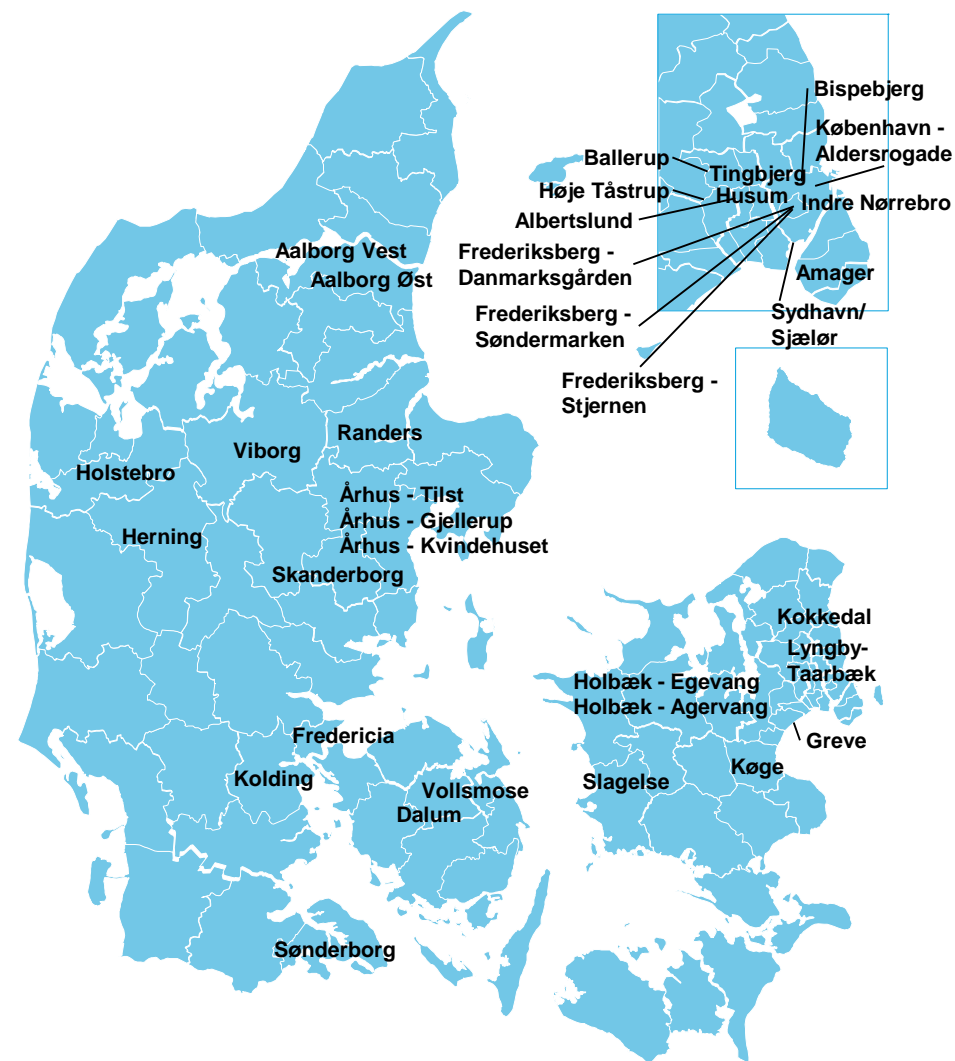 Bispebjerg
København -
Aldersrogade
Ballerup
Tingbjerg
Husum
Høje Tåstrup
Indre Nørrebro
Albertslund
Frederiksberg -
Danmarksgården
Amager
Frederiksberg -
Søndermarken
Sydhavn/
Sjælør
Frederiksberg -
Stjernen
Aalborg Vest
Aalborg Øst
Randers
Viborg
Holstebro
Århus - Tilst
Århus - Gjellerup
Århus - Kvindehuset
Herning
Skanderborg
Kokkedal
Lyngby-
Taarbæk
Holbæk - Egevang
Holbæk - Agervang
Greve
Fredericia
Køge
Kolding
Slagelse
Vollsmose
Dalum
Sønderborg